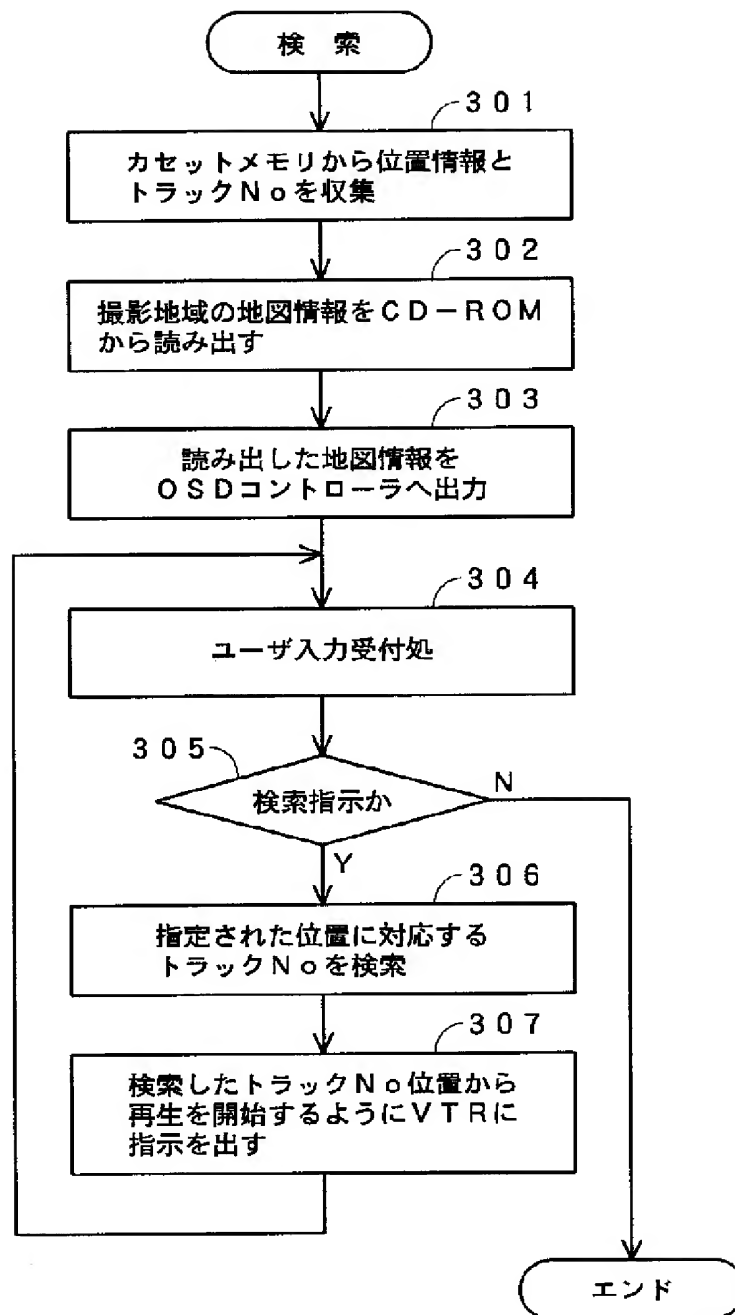 検 索
301
カセットメモリから位置情報と
トラックNoを収集
302
撮影地域の地図情報をCD-ROM
から読み出す
303
読み出した地図情報を
OSDコントローラへ出力
304
ユーザ入力受付処
305
検索指示か
N
Y
306
指定された位置に対応する
トラックNoを検索
307
検索したトラックNo位置から
再生を開始するようにVTRに
指示を出す
エンド